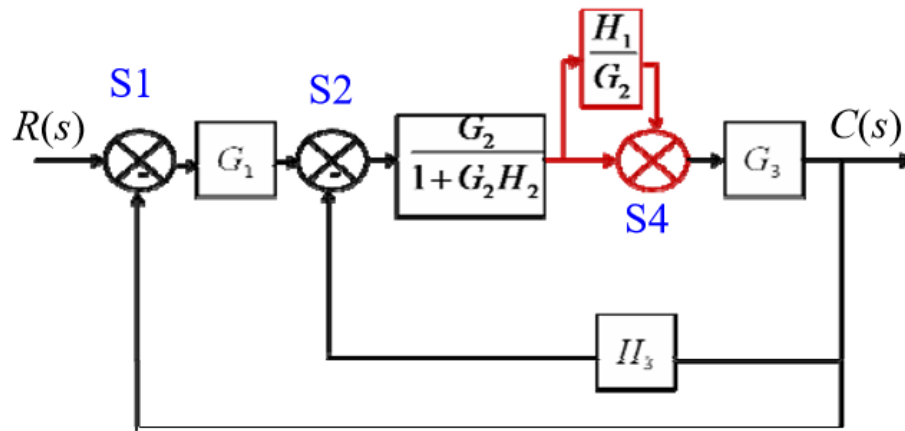 S1
S2
H₁
G₂
R(s)
G₁
G₂
1+G₂H₂
G₃
C(s)
-
-
S4
H₃